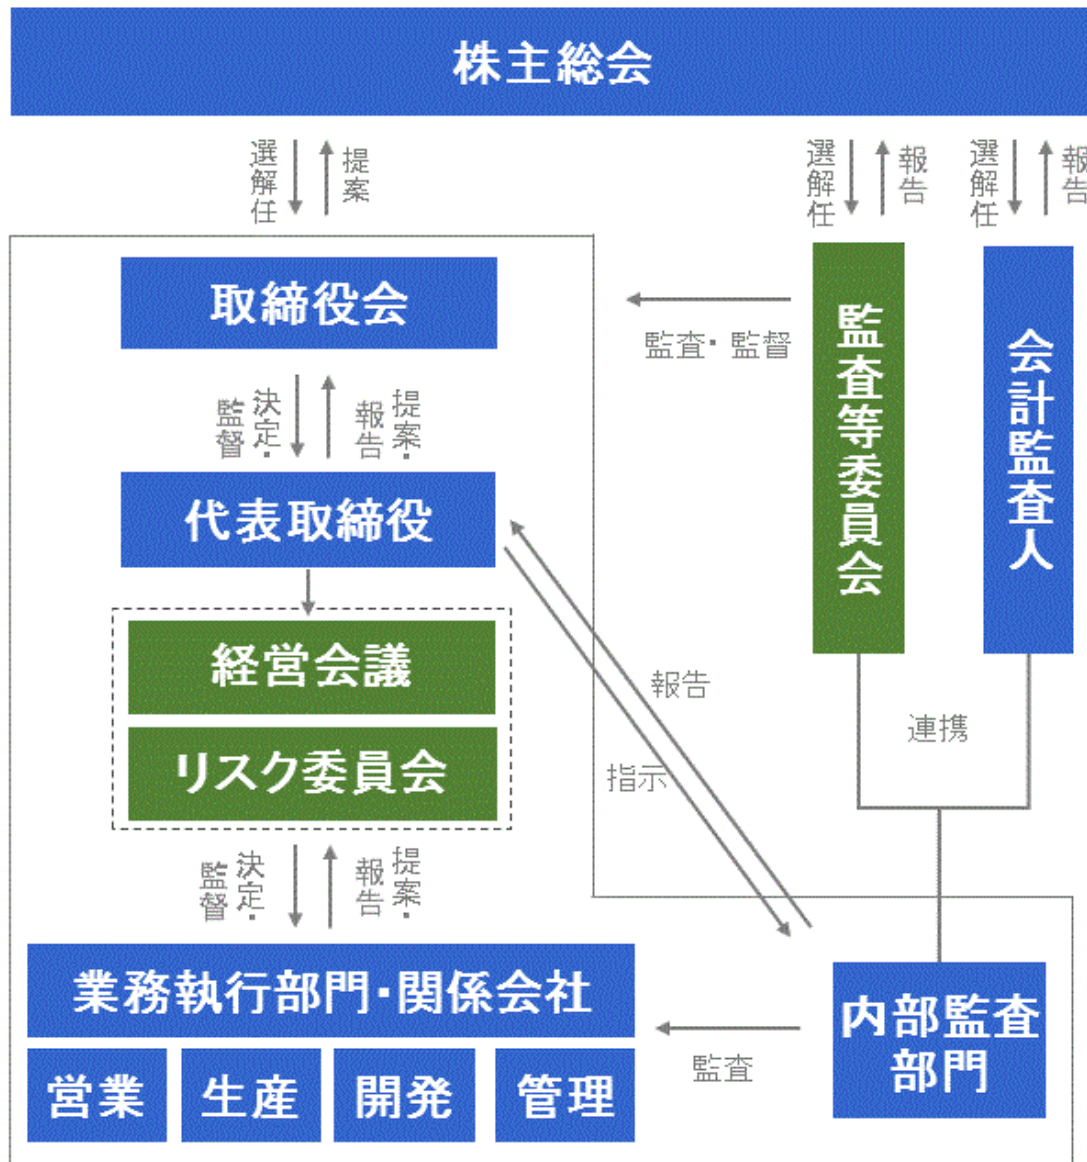 株主総会
選解任
提案
選解任
報告
選解任
報告
取締役会
監査・監督
監査等委員会
会計監査人
決定・
監督
提案・
報告
代表取締役
経営会議
リスク委員会
報告
指示
連携
決定・
監督
提案・
報告
業務執行部門・関係会社
営業
生産
開発
管理
監査
内部監査
部門